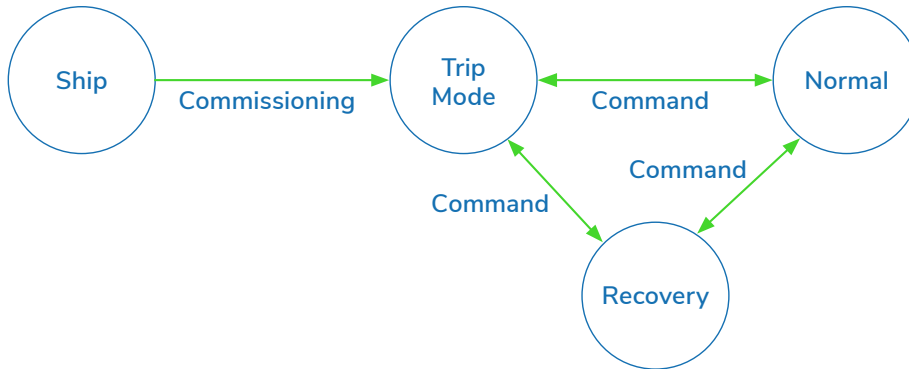 Ship
Commissioning
Trip
Mode
Command
Normal
Command
Command
Recovery